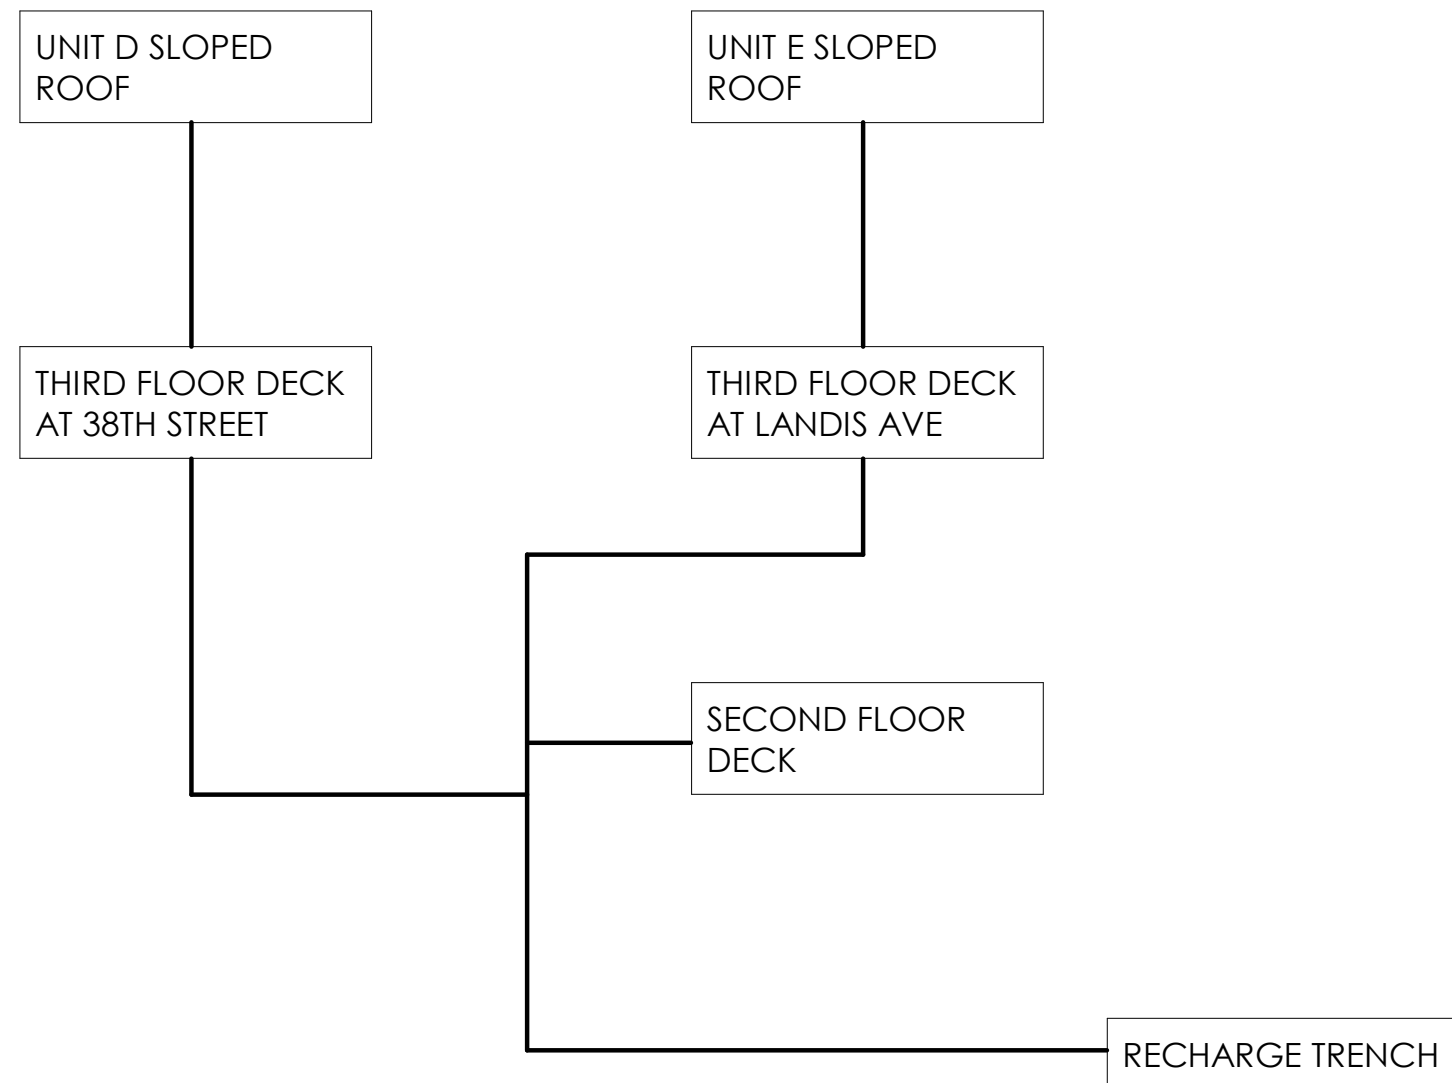 UNIT D SLOPED
ROOF
UNIT E SLOPED
ROOF
THIRD FLOOR DECK
AT 38TH STREET
THIRD FLOOR DECK
AT LANDIS AVE
SECOND FLOOR
DECK
RECHARGE TRENCH